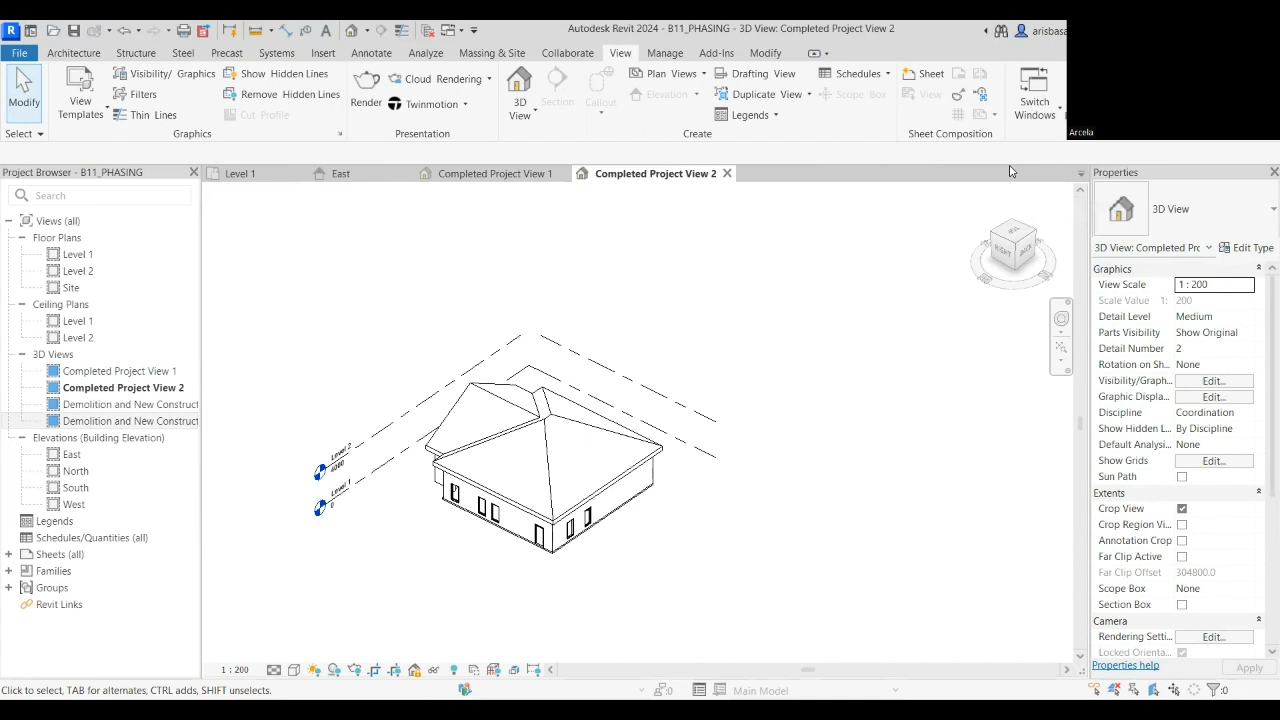 Autodesk Revit 2024 - B11_PHASING - 3D View: Completed Project View 2
arisbasa
File Architecture Structure Steel Precast Systems Insert Annotate Analyze Massing & Site Collaborate View Manage Add-Ins Modify
Modify
Select
View Templates
Visibility/ Graphics
Filters
Thin Lines
Show Hidden Lines
Remove Hidden Lines
Cut Profile
Graphics
Render
Cloud Rendering
Twinmotion
Presentation
3D View
Section
Callout
Plan Views
Elevation
Drafting View
Duplicate View
Legends
Schedules
Scope Box
Create
Sheet
View
Sheet Composition
Switch Windows
Arcela
Project Browser - B11_PHASING
Search
Views (all)
Floor Plans
Level 1
Level 2
Site
Ceiling Plans
Level 1
Level 2
3D Views
Completed Project View 1
Completed Project View 2
Demolition and New Construct
Demolition and New Construct
Elevations (Building Elevation)
East
North
South
West
Legends
Schedules/Quantities (all)
Sheets (all)
Families
Groups
Revit Links
Level 1
East
Completed Project View 1
Completed Project View 2
RIGHT
BACK
Level 2
4000
Level 1
0
Properties
3D View
3D View: Completed Prc
Edit Type
Graphics
View Scale 1 : 200
Scale Value 1: 200
Detail Level Medium
Parts Visibility Show Original
Detail Number 2
Rotation on Sh... None
Visibility/Graph... Edit...
Graphic Displa... Edit...
Discipline Coordination
Show Hidden L... By Discipline
Default Analysi... None
Show Grids Edit...
Sun Path
Extents
Crop View
Crop Region Vi...
Annotation Crop
Far Clip Active
Far Clip Offset 304800.0
Scope Box None
Section Box
Camera
Rendering Setti... Edit...
Locked Orienta...
Properties help
Apply
1 : 200
Click to select, TAB for alternates, CTRL adds, SHIFT unselects.
:0
Main Model
:0